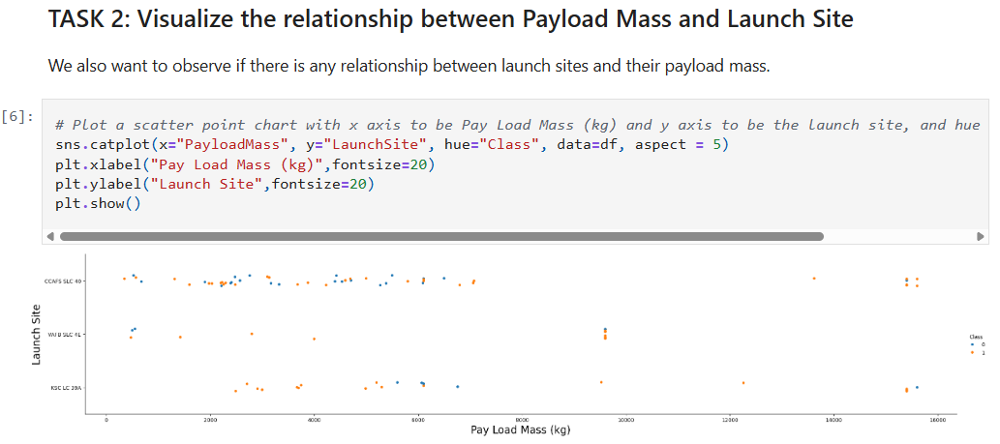 TASK 2: Visualize the relationship between Payload Mass and Launch Site
We also want to observe if there is any relationship between launch sites and their payload mass.
[6]:
# Plot a scatter point chart with x axis to be Pay Load Mass (kg) and y axis to be the launch site, and hue
sns.catplot(x="PayloadMass", y="LaunchSite", hue="Class", data=df, aspect = 5)
plt.xlabel("Pay Load Mass (kg)",fontsize=20)
plt.ylabel("Launch Site",fontsize=20)
plt.show()
Launch Site
CCAFS SLC 40
VAFB SLC 4E
KSC LC 39A
0 2000 4000 6000 8000 10000 12000 14000 16000
Pay Load Mass (kg)
Class
0
1